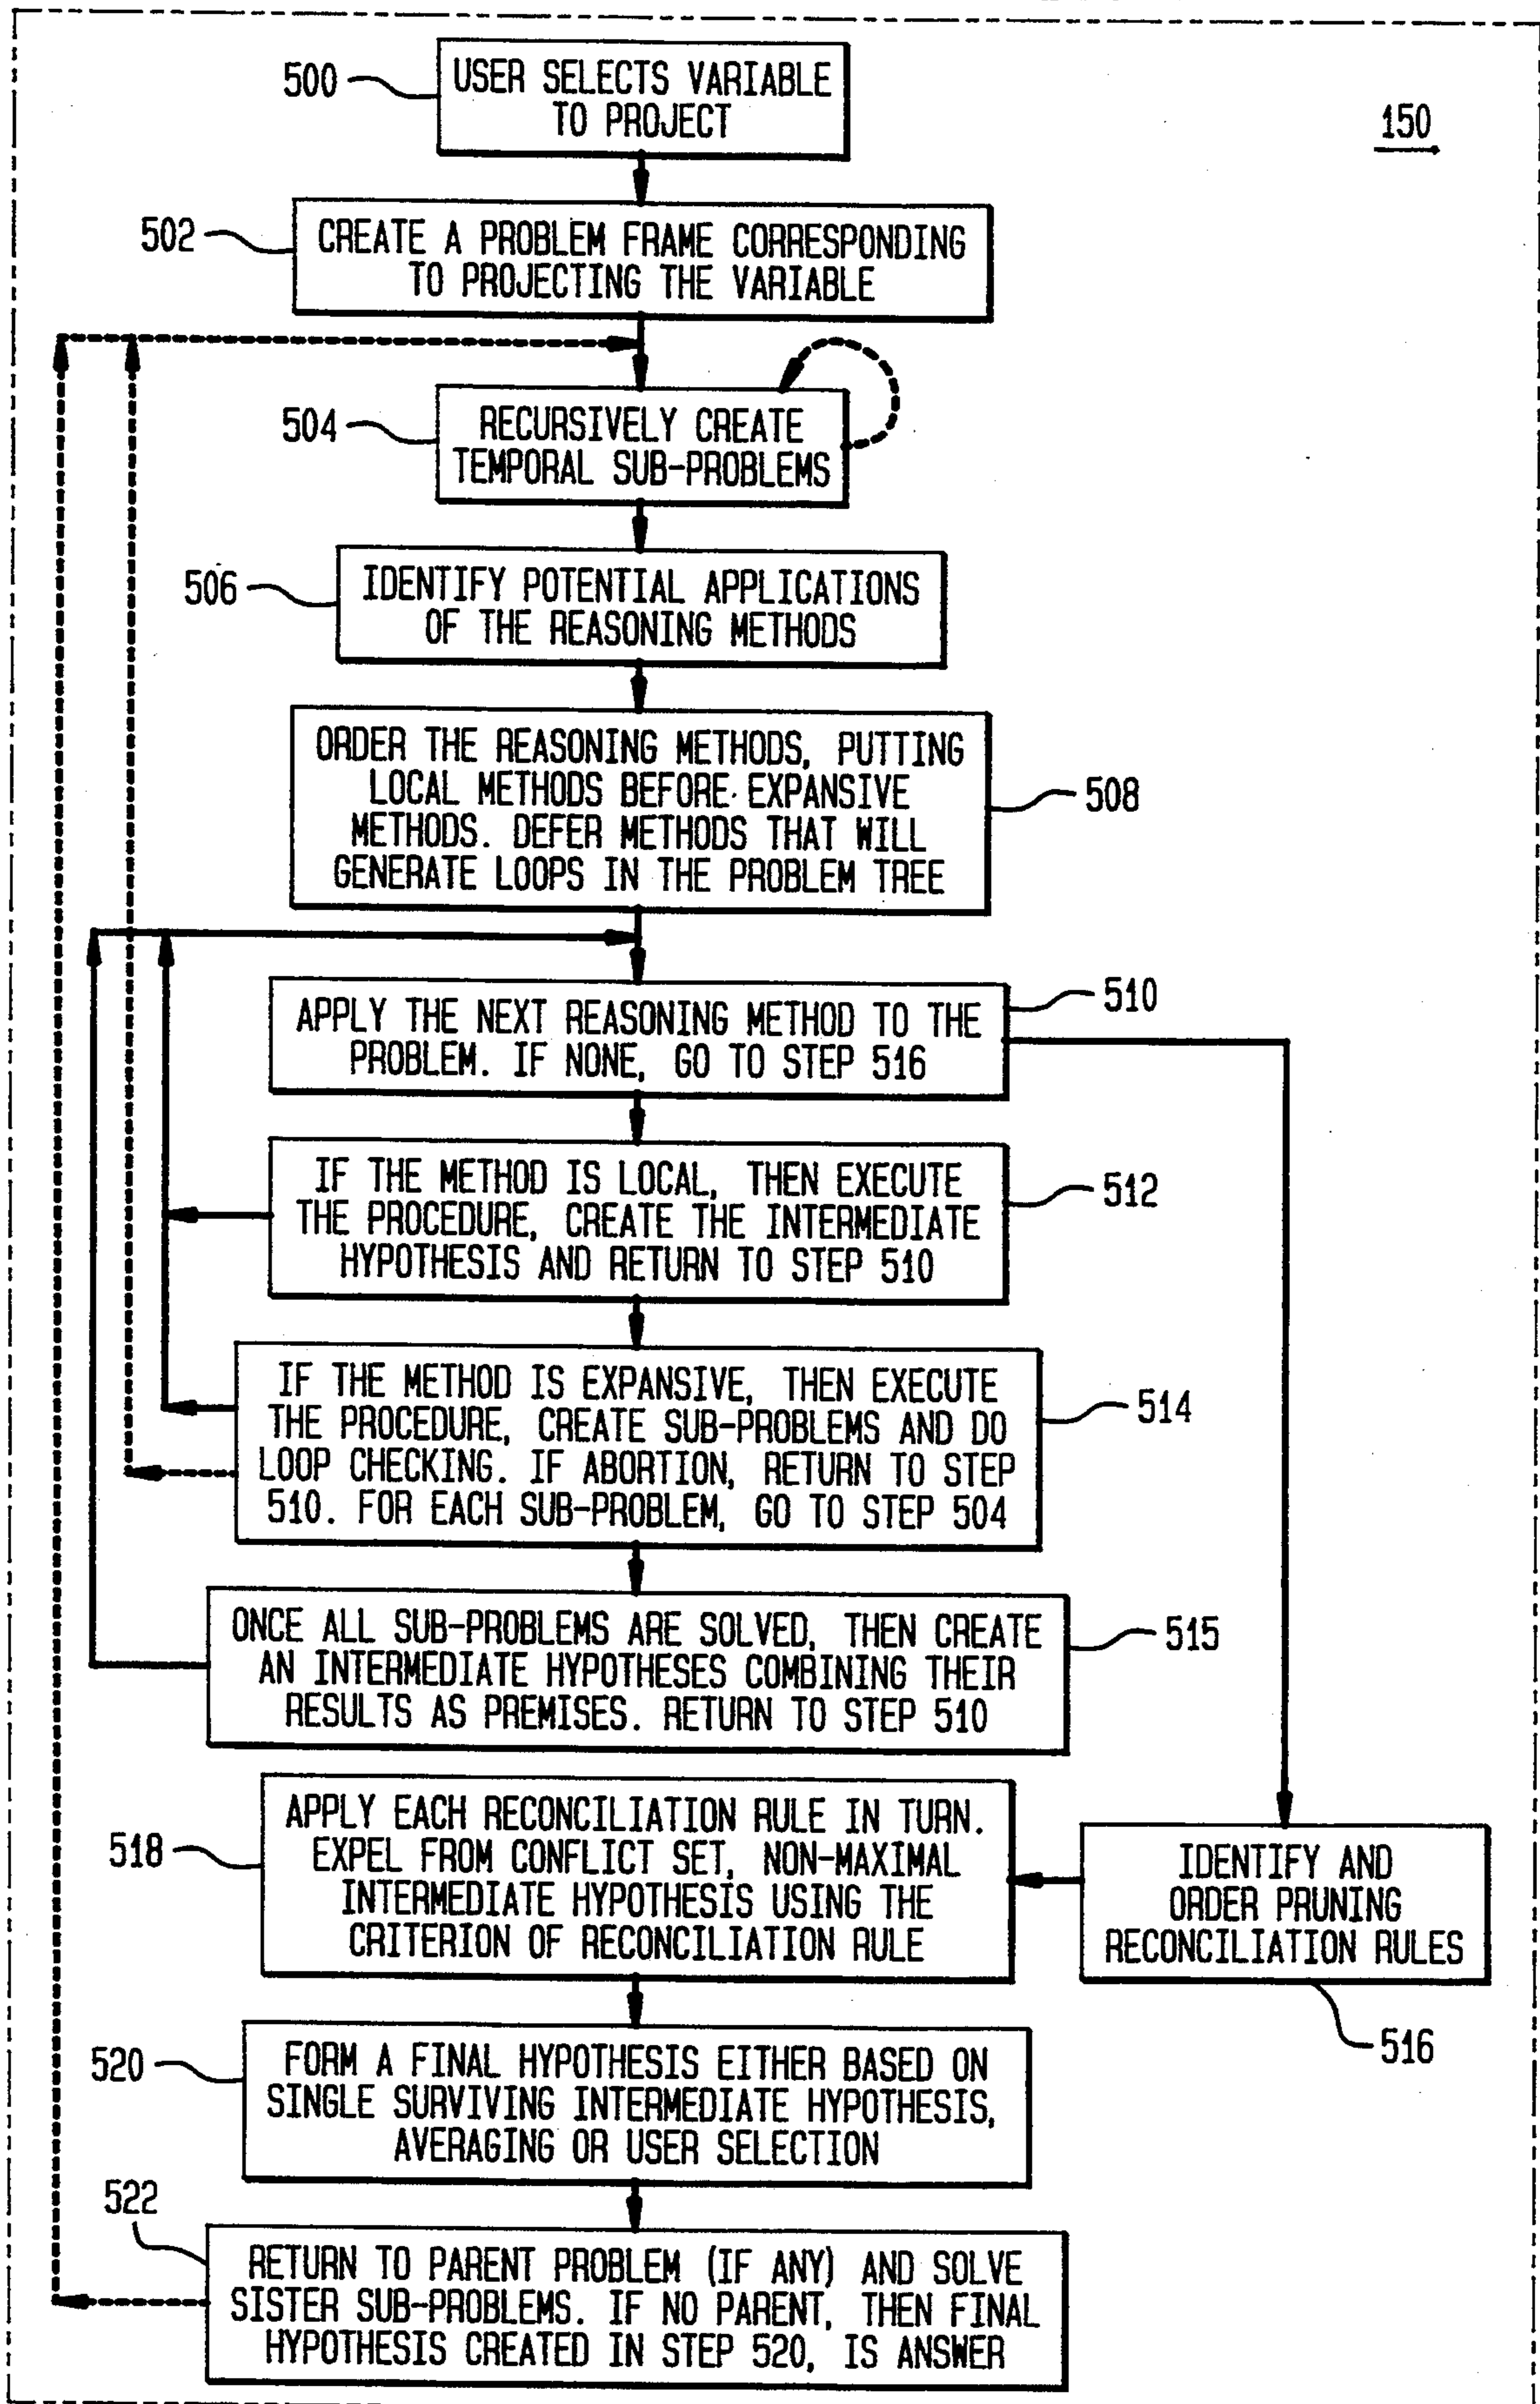 500
USER SELECTS VARIABLE
TO PROJECT
150
502
CREATE A PROBLEM FRAME CORRESPONDING
TO PROJECTING THE VARIABLE
504
RECURSIVELY CREATE
TEMPORAL SUB-PROBLEMS
506
IDENTIFY POTENTIAL APPLICATIONS
OF THE REASONING METHODS
ORDER THE REASONING METHODS, PUTTING
LOCAL METHODS BEFORE EXPANSIVE
METHODS. DEFER METHODS THAT WILL
GENERATE LOOPS IN THE PROBLEM TREE
508
APPLY THE NEXT REASONING METHOD TO THE
PROBLEM. IF NONE, GO TO STEP 516
510
IF THE METHOD IS LOCAL, THEN EXECUTE
THE PROCEDURE, CREATE THE INTERMEDIATE
HYPOTHESIS AND RETURN TO STEP 510
512
IF THE METHOD IS EXPANSIVE, THEN EXECUTE
THE PROCEDURE, CREATE SUB-PROBLEMS AND DO
LOOP CHECKING. IF ABORTION, RETURN TO STEP
510. FOR EACH SUB-PROBLEM, GO TO STEP 504
514
ONCE ALL SUB-PROBLEMS ARE SOLVED, THEN CREATE
AN INTERMEDIATE HYPOTHESES COMBINING THEIR
RESULTS AS PREMISES. RETURN TO STEP 510
515
518
APPLY EACH RECONCILIATION RULE IN TURN.
EXPEL FROM CONFLICT SET, NON-MAXIMAL
INTERMEDIATE HYPOTHESIS USING THE
CRITERION OF RECONCILIATION RULE
IDENTIFY AND
ORDER PRUNING
RECONCILIATION RULES
516
520
FORM A FINAL HYPOTHESIS EITHER BASED ON
SINGLE SURVIVING INTERMEDIATE HYPOTHESIS,
AVERAGING OR USER SELECTION
522
RETURN TO PARENT PROBLEM (IF ANY) AND SOLVE
SISTER SUB-PROBLEMS. IF NO PARENT, THEN FINAL
HYPOTHESIS CREATED IN STEP 520, IS ANSWER